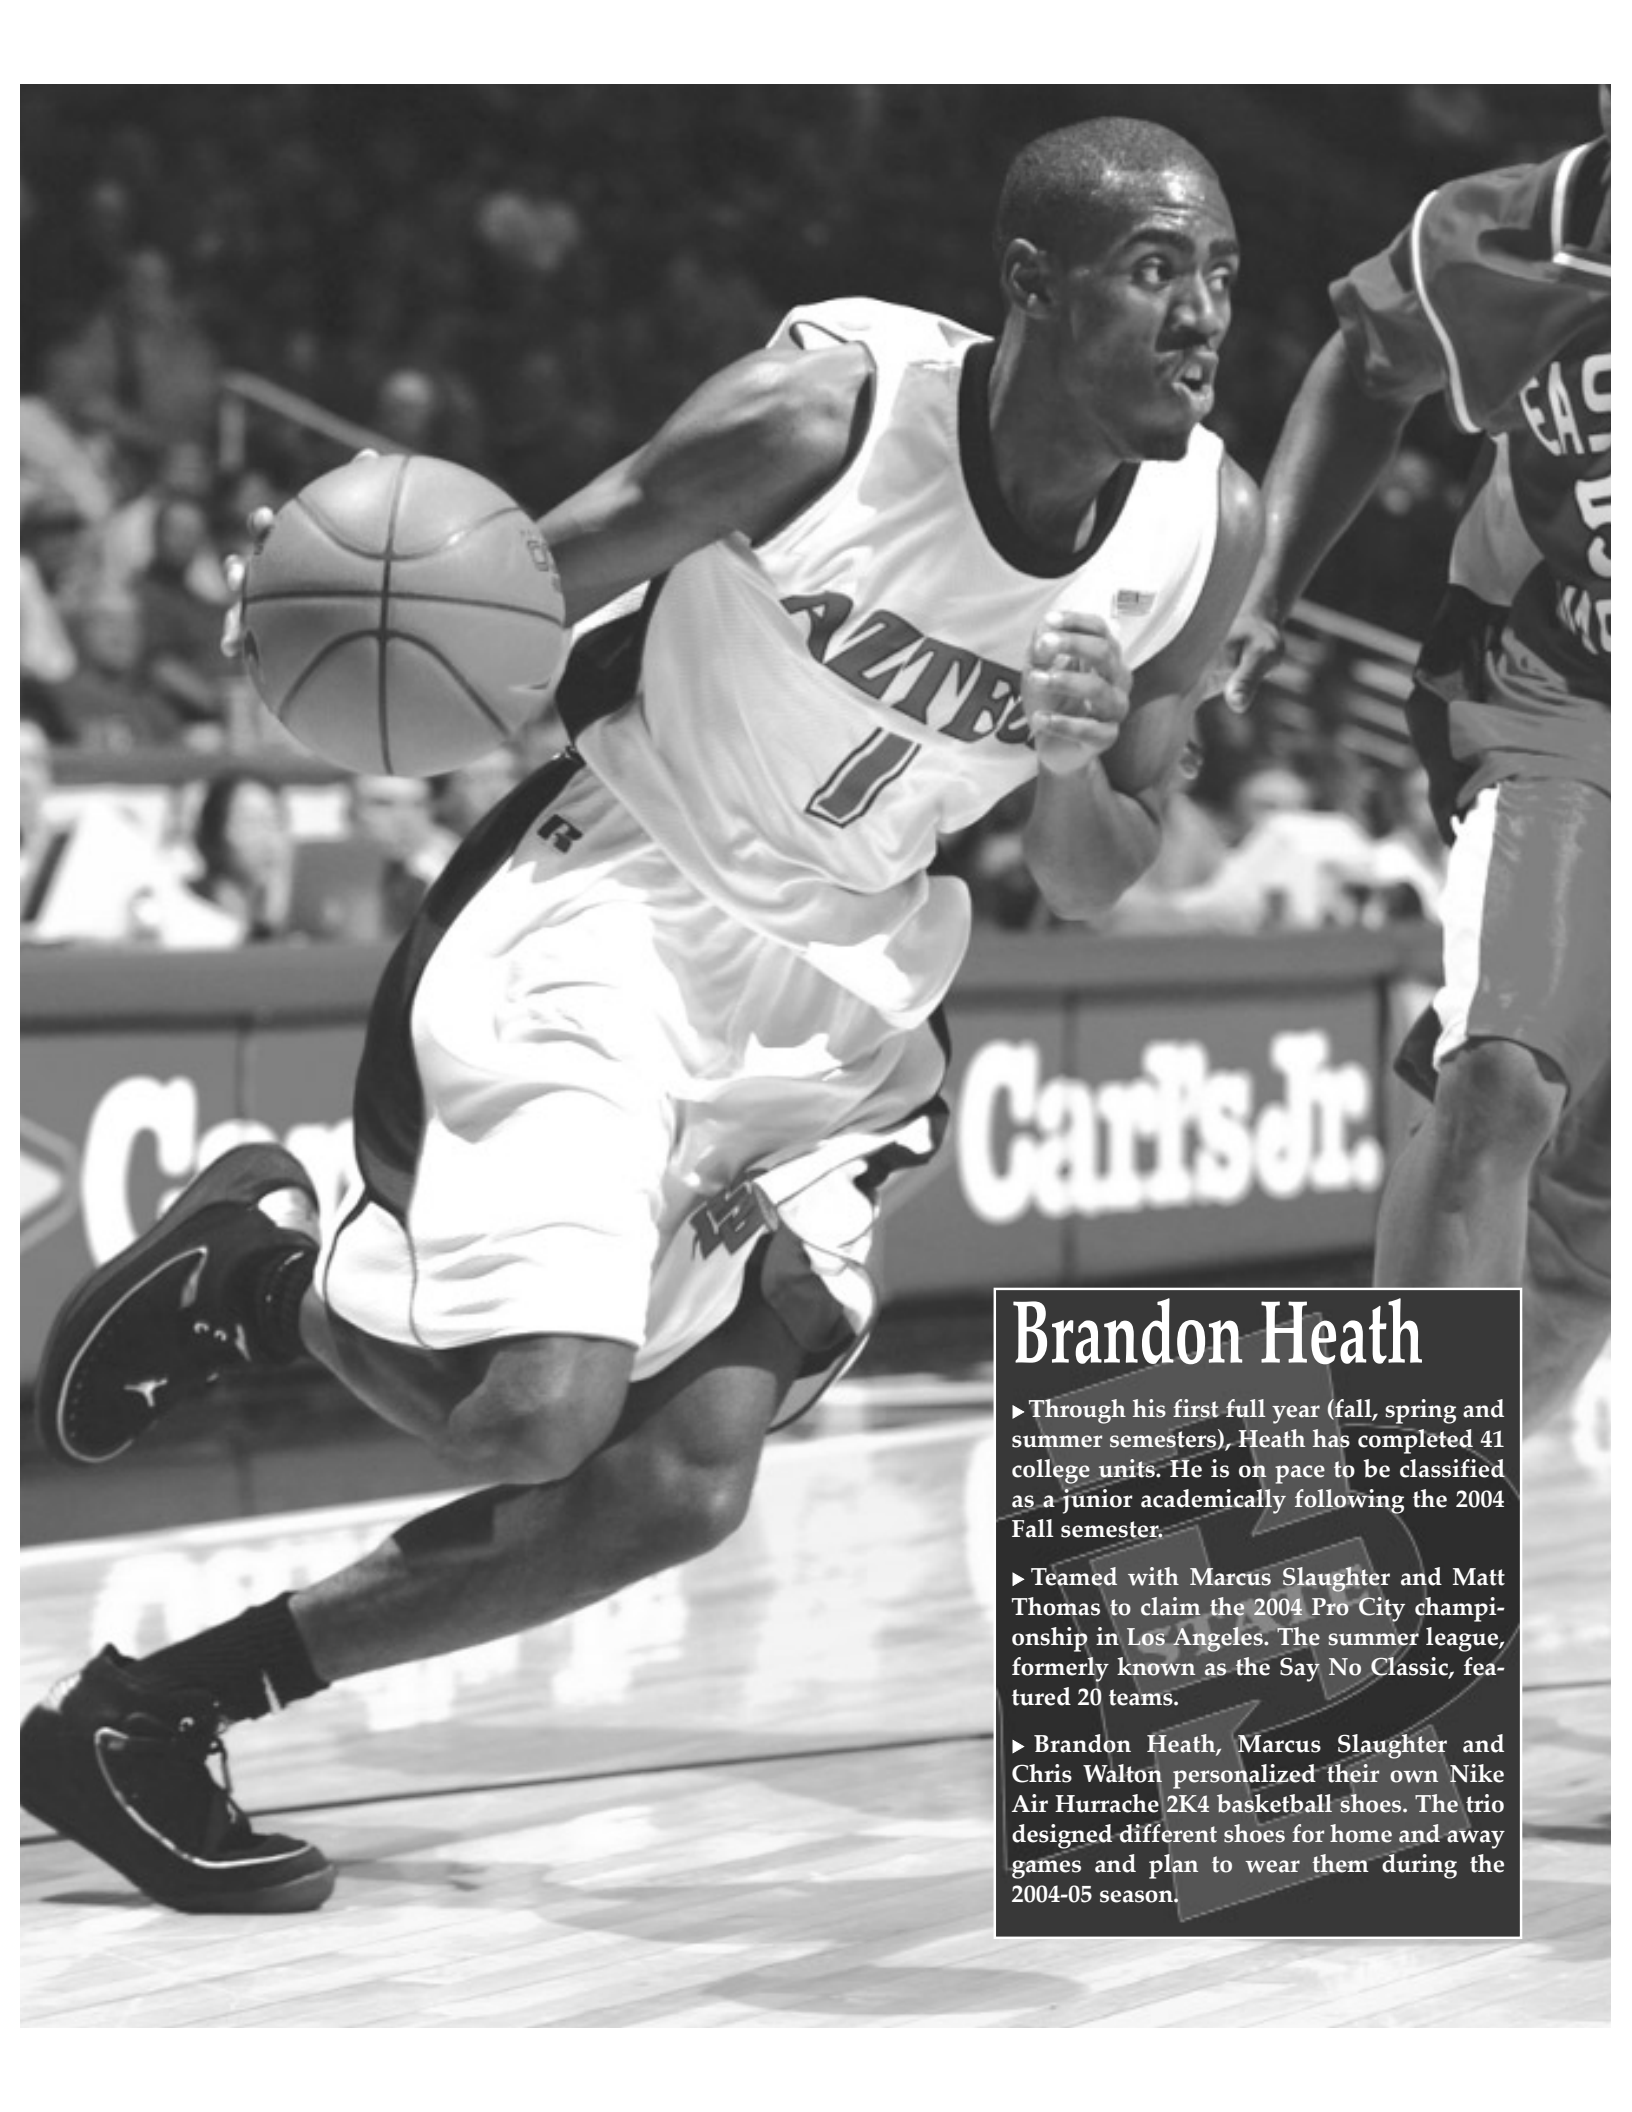 AZTE
1
R
Carl's Jr.
Brandon Heath
▸Through his first full year (fall, spring and
summer semesters), Heath has completed 41
college units. He is on pace to be classified
as a junior academically following the 2004
Fall semester.
▸ Teamed with Marcus Slaughter and Matt
Thomas to claim the 2004 Pro City champi-
onship in Los Angeles. The summer league,
formerly known as the Say No Classic, fea-
tured 20 teams.
▸ Brandon Heath, Marcus Slaughter and
Chris Walton personalized their own Nike
Air Hurrache 2K4 basketball shoes. The trio
designed different shoes for home and away
games and plan to wear them during the
2004-05 season.